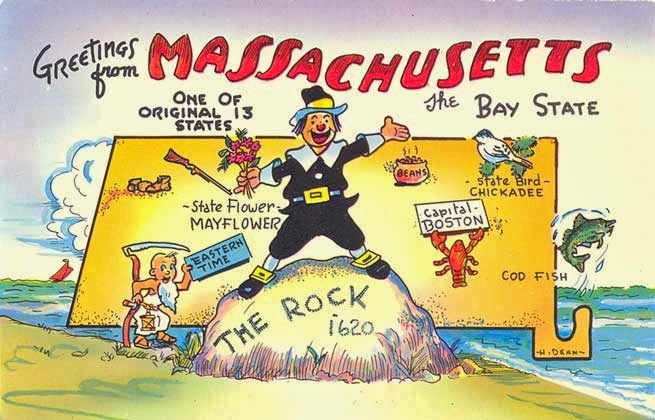 GREETINGS
from
MASSACHUSETTS
The BAY STATE
ONE OF
ORIGINAL 13
STATES
BEANS
- State Bird -
CHICKADEE
- State Flower -
MAYFLOWER
Capital -
BOSTON
EASTERN
TIME
COD FISH
THE ROCK
1620
-H.DEAN-